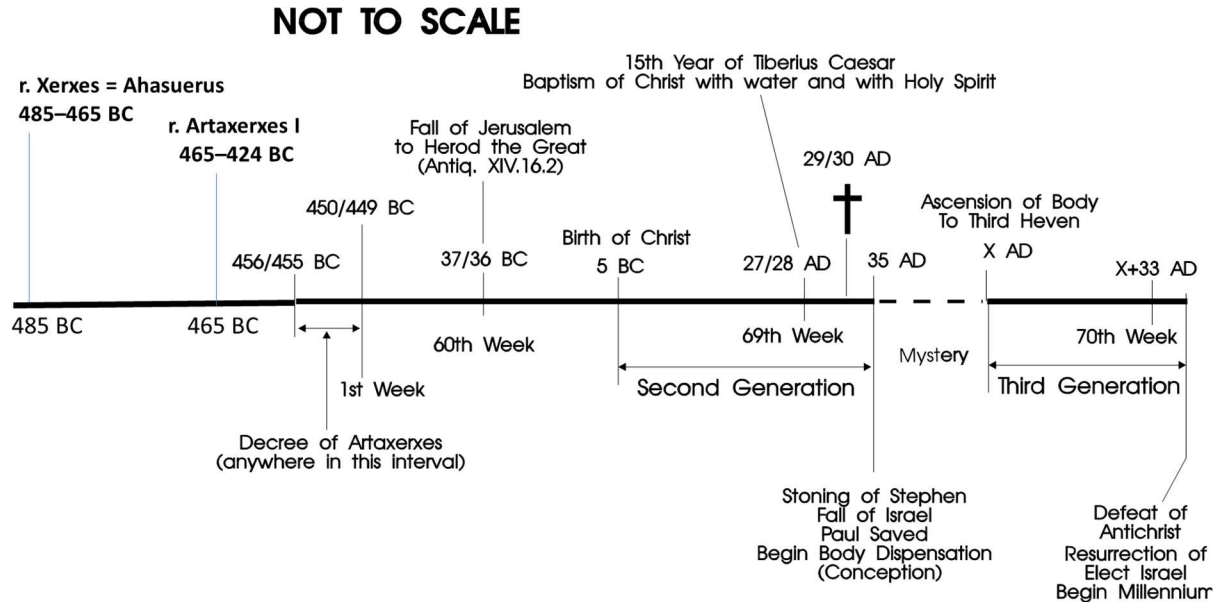 NOT TO SCALE
r. Xerxes = Ahasuerus
485–465 BC
r. Artaxerxes I
465–424 BC
Fall of Jerusalem
to Herod the Great
(Antiq. XIV.16.2)
15th Year of Tiberius Caesar
Baptism of Christ with water and with Holy Spirit
29/30 AD
Ascension of Body
To Third Heven
450/449 BC
456/455 BC
37/36 BC
Birth of Christ
5 BC
27/28 AD
35 AD
X AD
X+33 AD
485 BC
465 BC
1st Week
60th Week
69th Week
Mystery
70th Week
Second Generation
Third Generation
Decree of Artaxerxes
(anywhere in this interval)
Stoning of Stephen
Fall of Israel
Paul Saved
Begin Body Dispensation
(Conception)
Defeat of
Antichrist
Resurrection of
Elect Israel
Begin Millennium